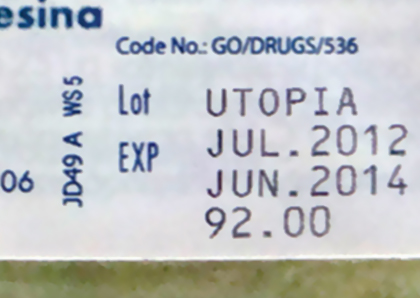 esina
Code No.: GO/DRUGS/536
Lot UTOPIA
JUL.2012
EXP JUN.2014
92.00
06
JD49 A WS 5